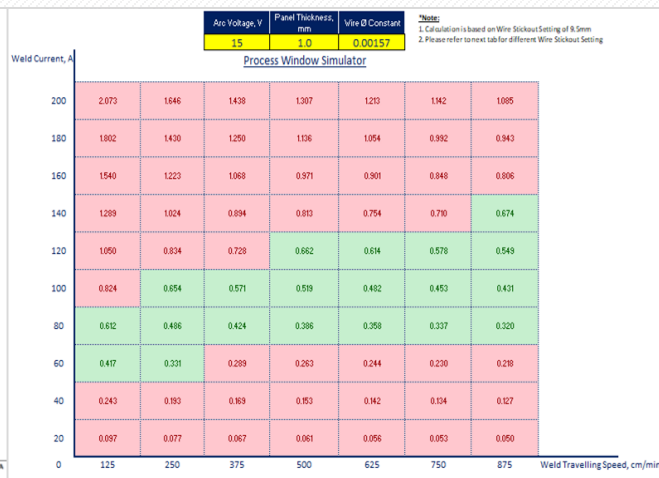 Arc Voltage, V Panel Thickness, mm Wire Ø Constant
15 1.0 0.00157
*Note:
1. Calculation is based on Wire Stickout Setting of 9.5mm
2. Please refer to next tab for different Wire Stickout Setting
Weld Current, A
Process Window Simulator
200 2.073 1.646 1.438 1.307 1.213 1.142 1.085
180 1.802 1.430 1.250 1.136 1.054 0.992 0.943
160 1.540 1.223 1.068 0.971 0.901 0.848 0.806
140 1.289 1.024 0.894 0.813 0.754 0.710 0.674
120 1.050 0.834 0.728 0.662 0.614 0.578 0.549
100 0.824 0.654 0.571 0.519 0.482 0.453 0.431
80 0.612 0.486 0.424 0.386 0.358 0.337 0.320
60 0.417 0.331 0.289 0.263 0.244 0.230 0.218
40 0.243 0.193 0.169 0.153 0.142 0.134 0.127
20 0.097 0.077 0.067 0.061 0.056 0.053 0.050
0 125 250 375 500 625 750 875 Weld Travelling Speed, cm/min